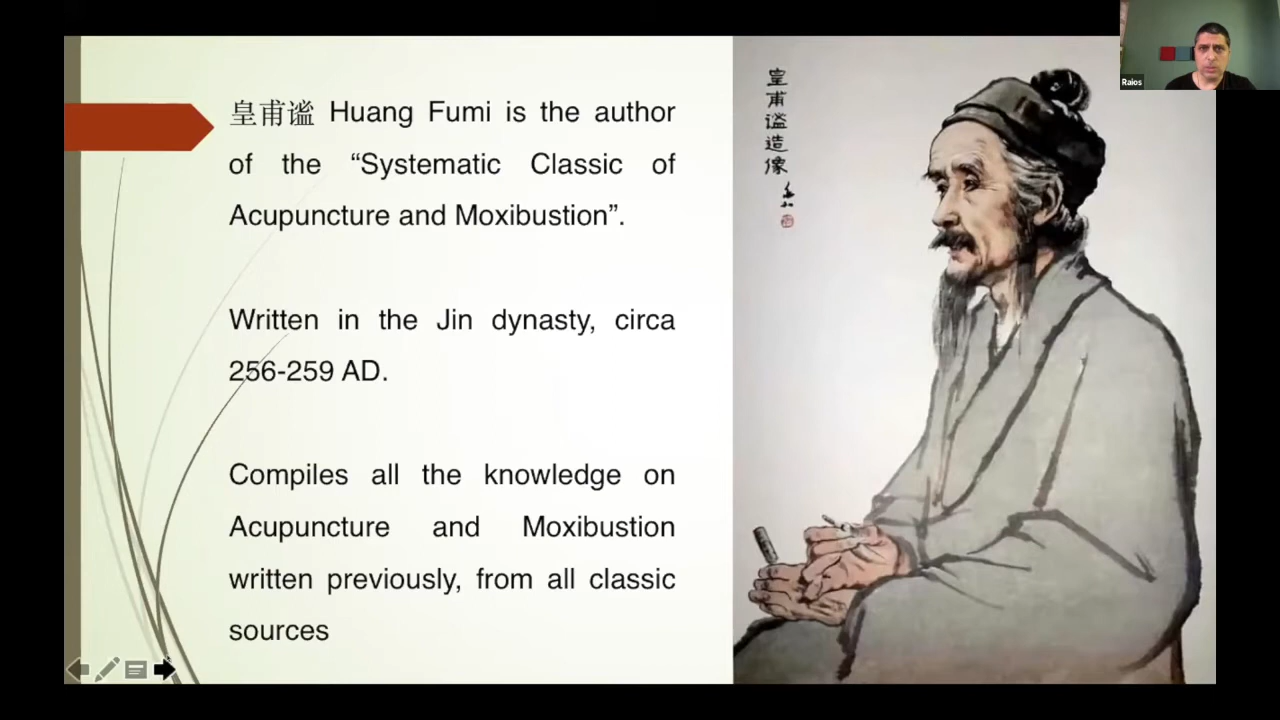 皇甫谧 Huang Fumi is the author
of the “Systematic Classic of
Acupuncture and Moxibustion”.
Written in the Jin dynasty, circa
256-259 AD.
Compiles all the knowledge on
Acupuncture and Moxibustion
written previously, from all classic
sources
皇甫谧造像
Raios